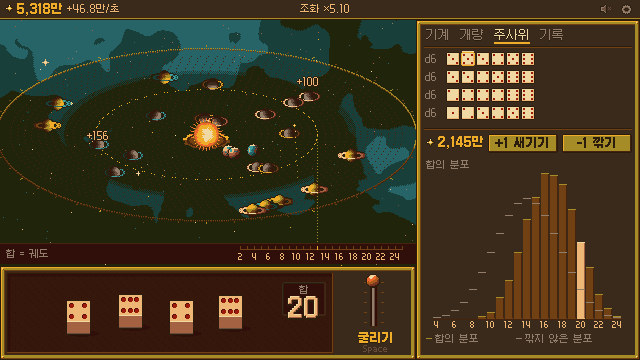 5,318만 +46.8만/초
조화 ×5.10
+100
+156
합 = 궤도
2 4 6 8 10 12 14 16 18 20 22 24
합
20
굴리기
Space
기계 개량 주사위 기록
d6
d6
d6
d6
2,145만 +1 새기기 -1 깎기
합의 분포
4 6 8 10 12 14 16 18 20 22 24
합의 분포 깎지 않은 분포